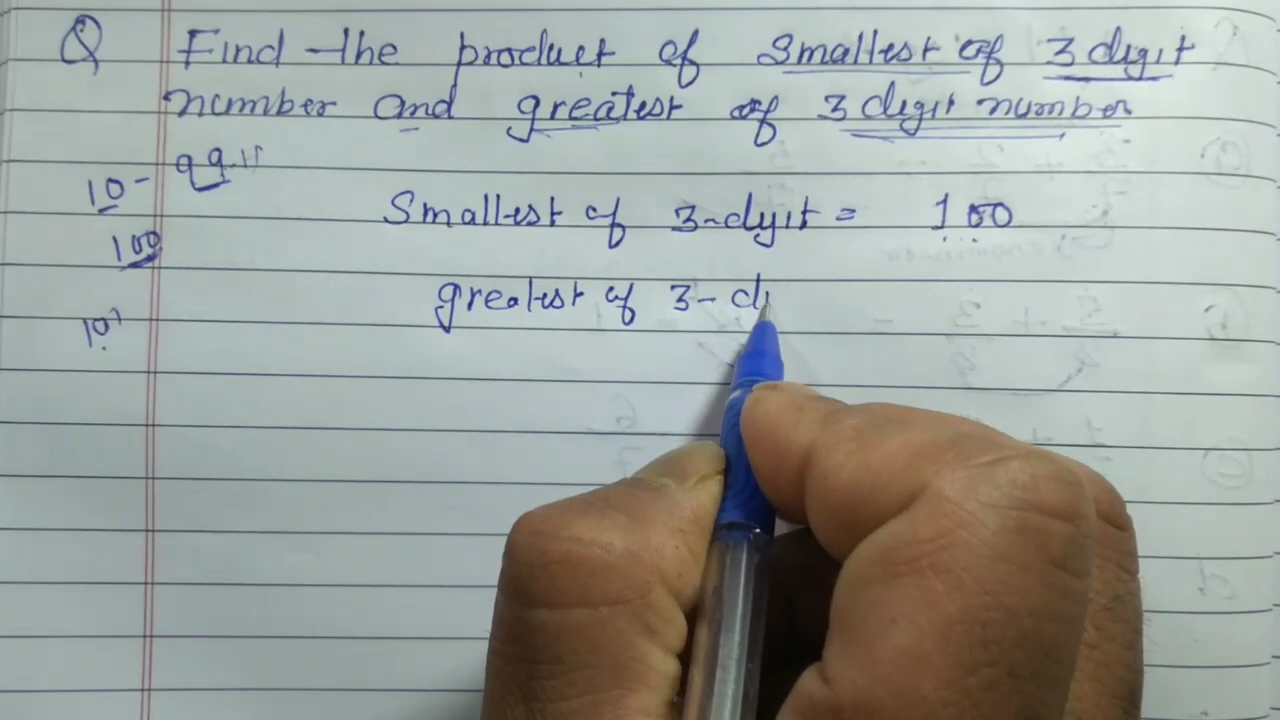 Q Find the product of smallest of 3 digit
number and greatest of 3 digit number
10 - 99
100
Smallest of 3-digit = 100
greatest of 3-di